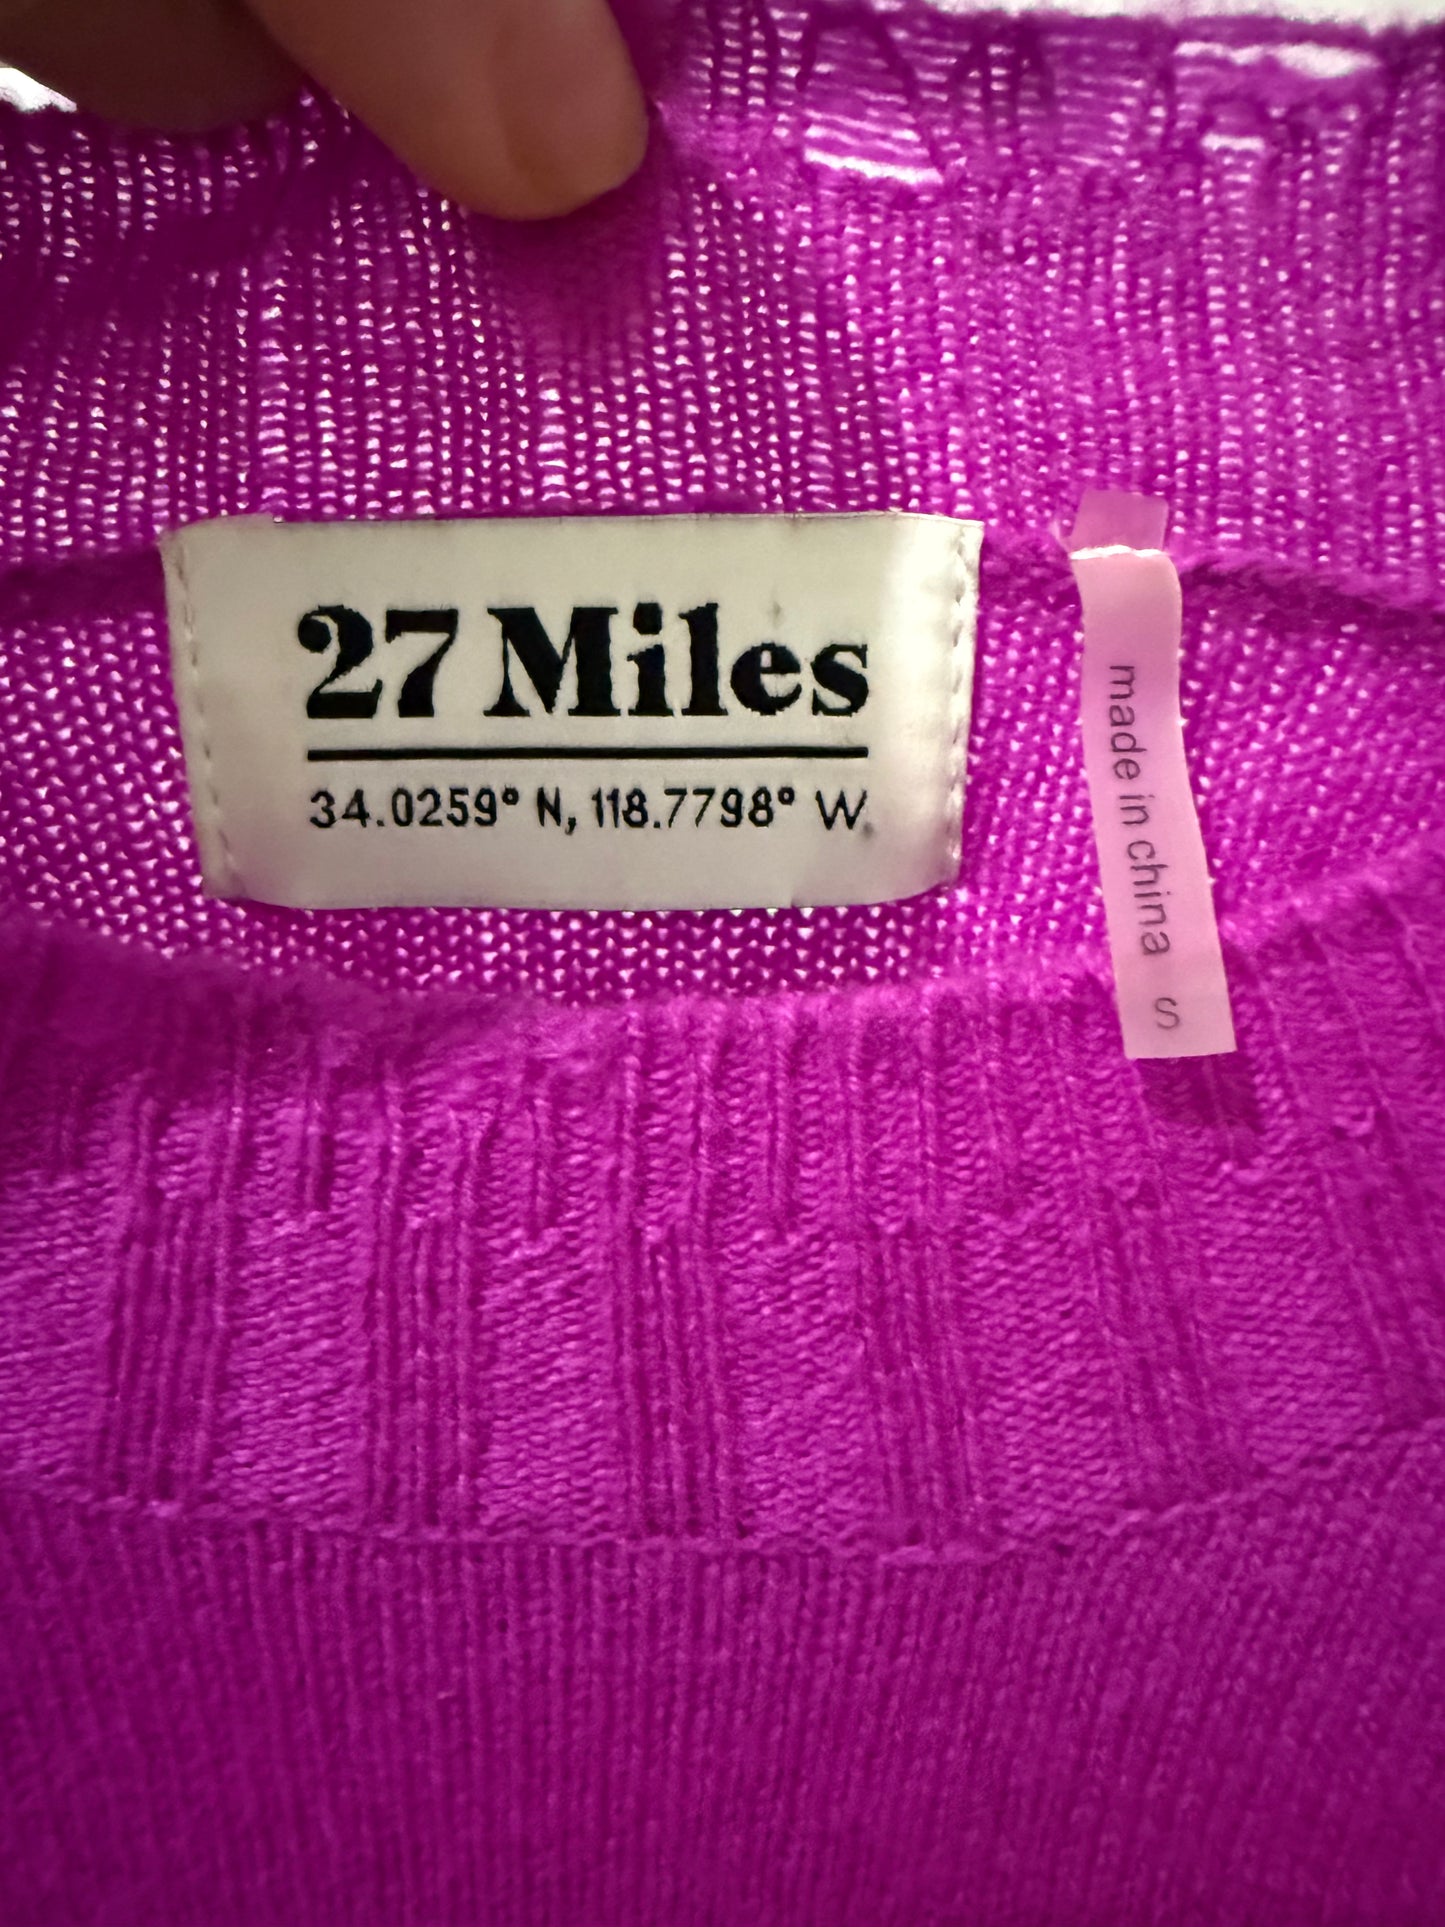 27 Miles
34.0259° N, 118.7798° W
made in china S